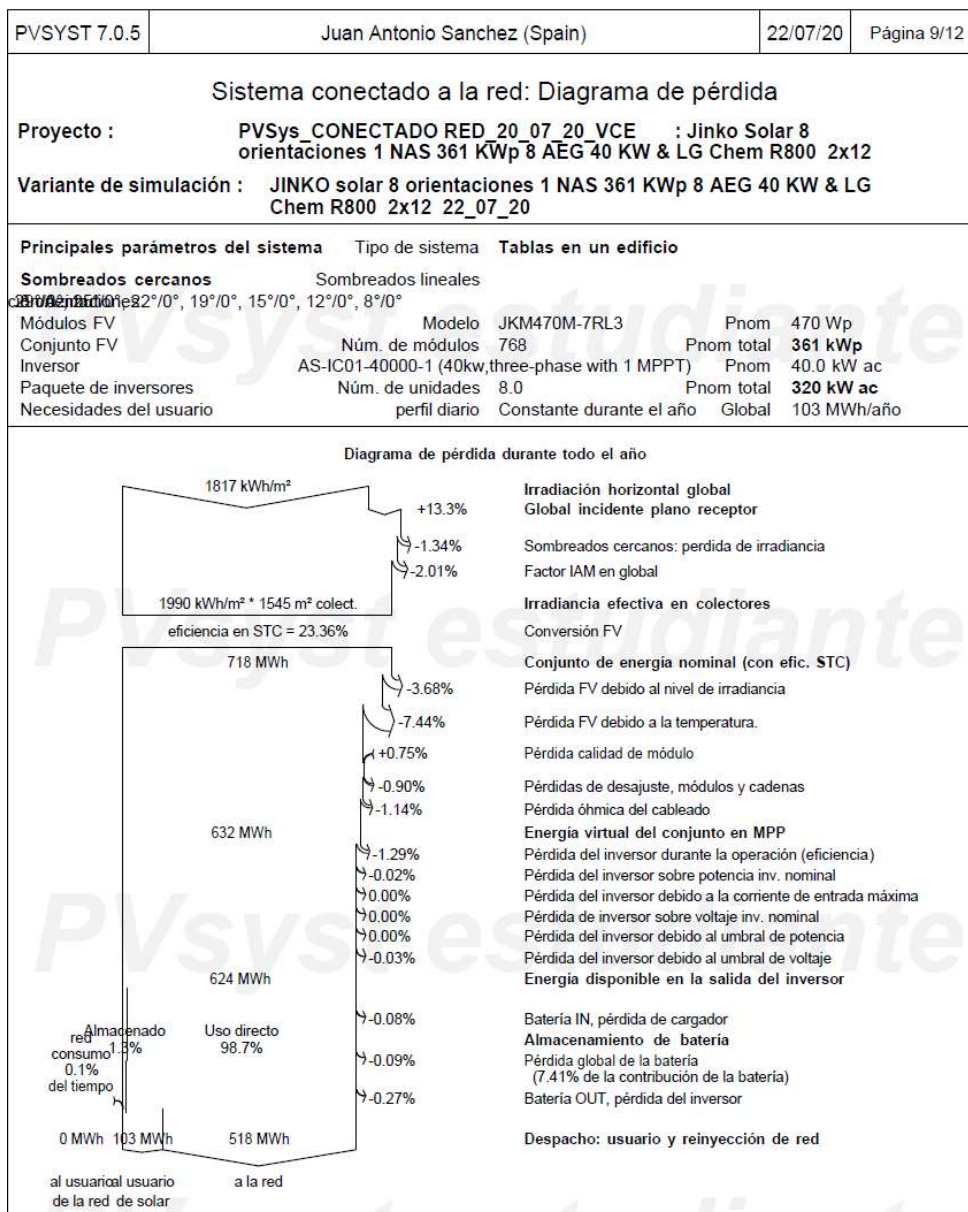 PVSYST 7.0.5 Juan Antonio Sanchez (Spain) 22/07/20 Página 9/12
Sistema conectado a la red: Diagrama de pérdida
Proyecto : PVSys_CONECTADO RED_20_07_20_VCE : Jinko Solar 8
orientaciones 1 NAS 361 KWp 8 AEG 40 KW & LG Chem R800 2x12
Variante de simulación : JINKO solar 8 orientaciones 1 NAS 361 KWp 8 AEG 40 KW & LG
Chem R800 2x12 22_07_20
Principales parámetros del sistema Tipo de sistema Tablas en un edificio
Sombreados cercanos Sombreados lineales
22°/0°, 19°/0°, 15°/0°, 12°/0°, 8°/0°
Módulos FV Modelo JKM470M-7RL3 Pnom 470 Wp
Conjunto FV Núm. de módulos 768 Pnom total 361 kWp
Inversor AS-IC01-40000-1 (40kw,three-phase with 1 MPPT) Pnom 40.0 kW ac
Paquete de inversores Núm. de unidades 8.0 Pnom total 320 kW ac
Necesidades del usuario perfil diario Constante durante el año Global 103 MWh/año
Diagrama de pérdida durante todo el año
1817 kWh/m² Irradiación horizontal global
+13.3% Global incidente plano receptor
-1.34% Sombreados cercanos: perdida de irradiancia
-2.01% Factor IAM en global
1990 kWh/m² * 1545 m² colect. Irradiancia efectiva en colectores
eficiencia en STC = 23.36% Conversión FV
718 MWh Conjunto de energía nominal (con efic. STC)
-3.68% Pérdida FV debido al nivel de irradiancia
-7.44% Pérdida FV debido a la temperatura.
+0.75% Pérdida calidad de módulo
-0.90% Pérdidas de desajuste, módulos y cadenas
-1.14% Pérdida óhmica del cableado
632 MWh Energía virtual del conjunto en MPP
-1.29% Pérdida del inversor durante la operación (eficiencia)
-0.02% Pérdida del inversor sobre potencia inv. nominal
0.00% Pérdida del inversor debido a la corriente de entrada máxima
0.00% Pérdida de inversor sobre voltaje inv. nominal
0.00% Pérdida del inversor debido al umbral de potencia
-0.03% Pérdida del inversor debido al umbral de voltaje
624 MWh Energía disponible en la salida del inversor
-0.08% Batería IN, pérdida de cargador
red Almacenado Uso directo Almacenamiento de batería
consumo 1.3% 98.7% -0.09% Pérdida global de la batería
0.1% (7.41% de la contribución de la batería)
del tiempo -0.27% Batería OUT, pérdida del inversor
0 MWh 103 MWh 518 MWh Despacho: usuario y reinyección de red
al usuario al usuario a la red
de la red de solar
PVsyst estudiante
PVsyst estudiante
PVsyst estudiante